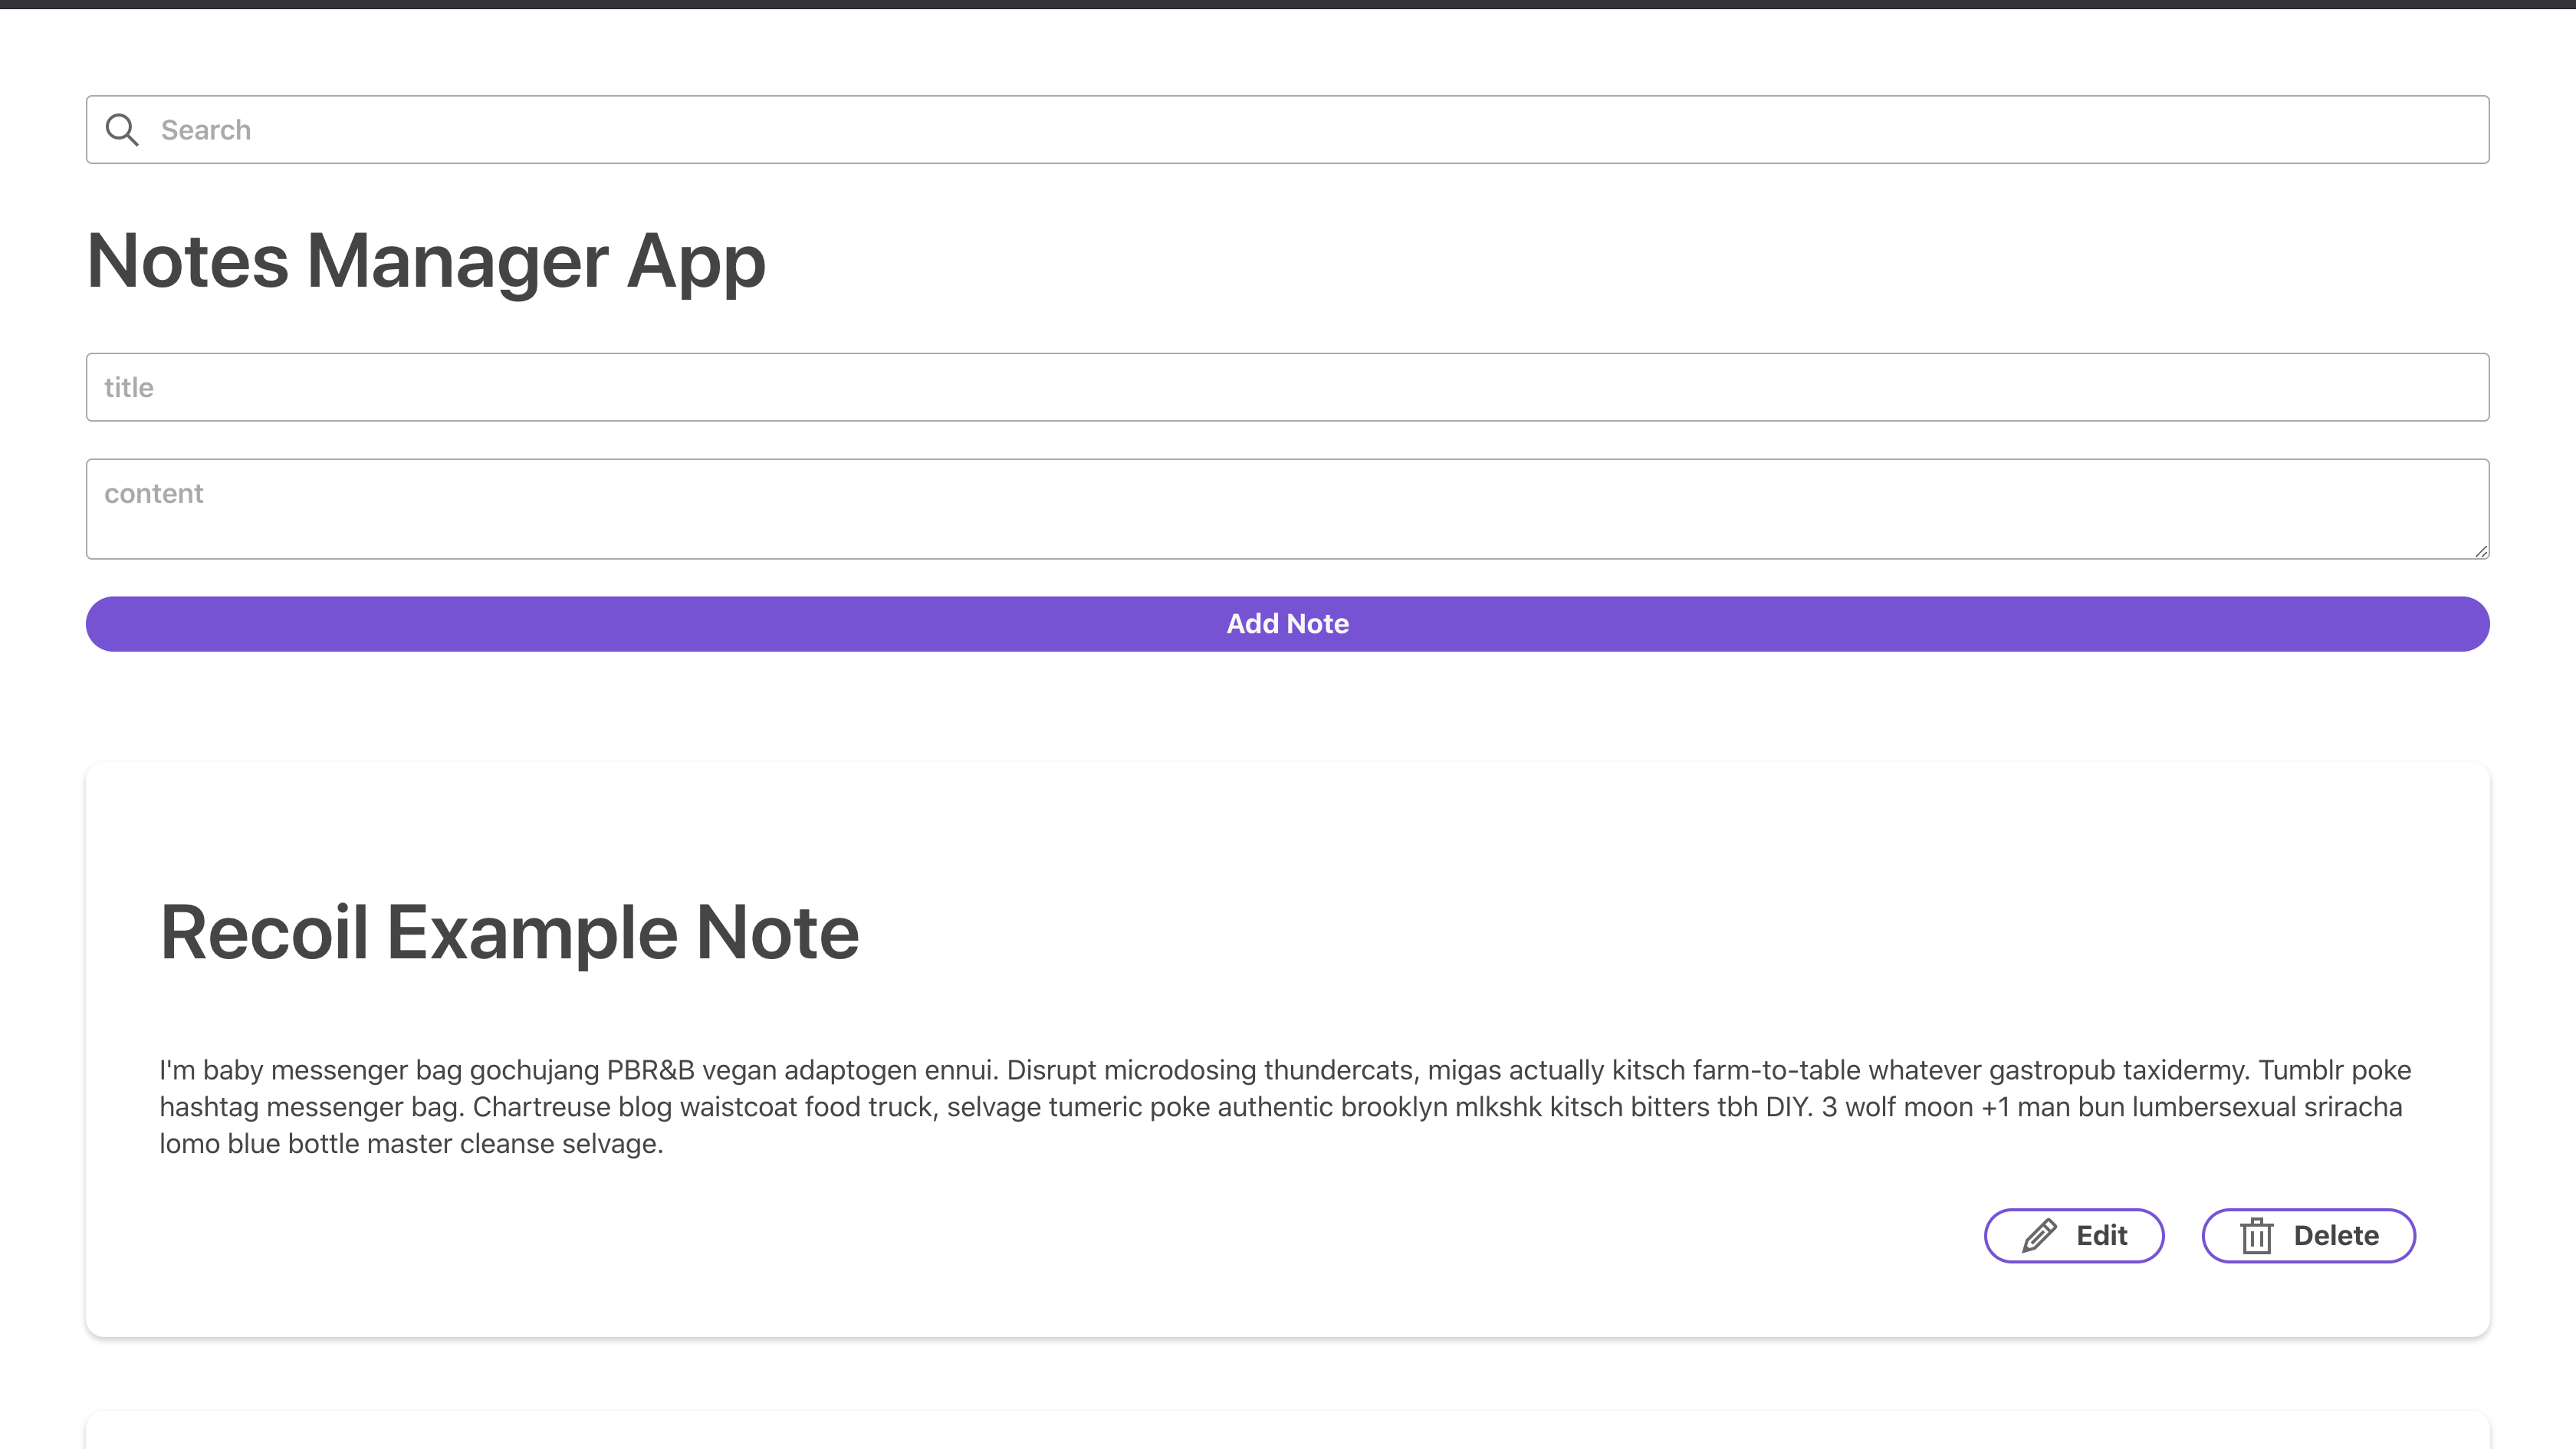 Search
Notes Manager App
title
content
Add Note
Recoil Example Note
I'm baby messenger bag gochujang PBR&B vegan adaptogen ennui. Disrupt microdosing thundercats, migas actually kitsch farm-to-table whatever gastropub taxidermy. Tumblr poke
hashtag messenger bag. Chartreuse blog waistcoat food truck, selvage tumeric poke authentic brooklyn mlkshk kitsch bitters tbh DIY. 3 wolf moon +1 man bun lumbersexual sriracha
lomo blue bottle master cleanse selvage.
Edit Delete